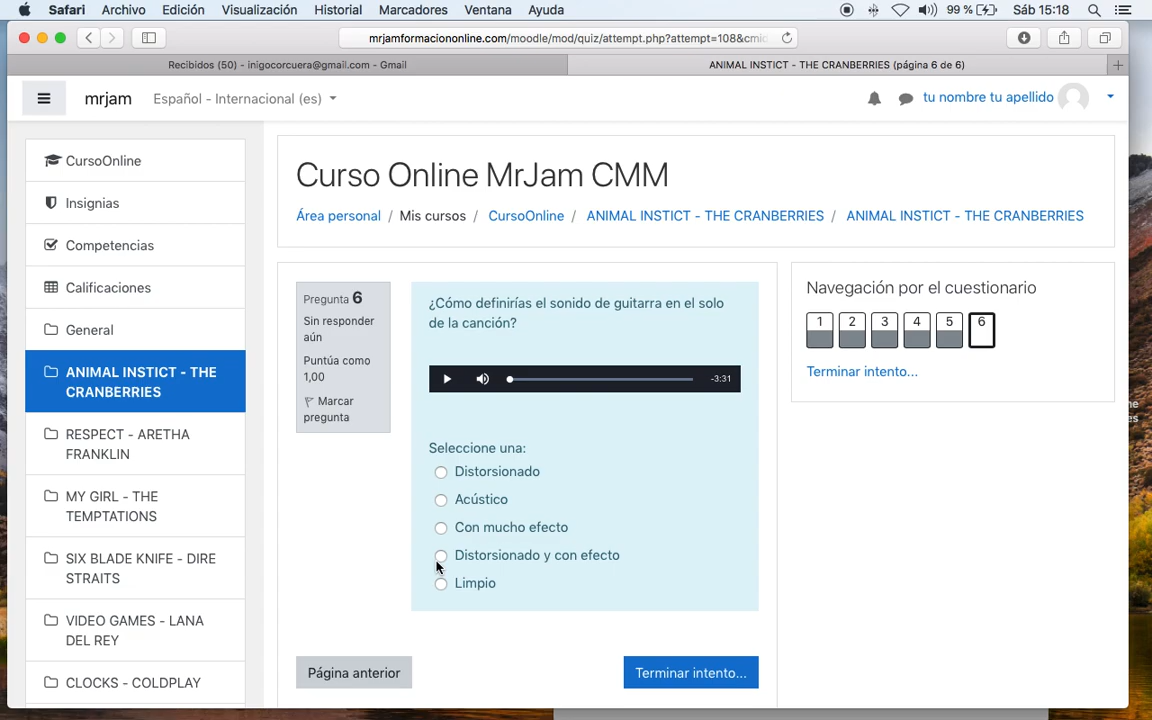 Safari Archivo Edición Visualización Historial Marcadores Ventana Ayuda 99 % Sáb 15:18
mrjamformaciononline.com/moodle/mod/quiz/attempt.php?attempt=108&cmi
Recibidos (50) - inigocorcuera@gmail.com - Gmail
ANIMAL INSTICT - THE CRANBERRIES (página 6 de 6)
mrjam Español - Internacional (es) tu nombre tu apellido
CursoOnline
Insignias
Competencias
Calificaciones
General
ANIMAL INSTICT - THE
CRANBERRIES
RESPECT - ARETHA
FRANKLIN
MY GIRL - THE
TEMPTATIONS
SIX BLADE KNIFE - DIRE
STRAITS
VIDEO GAMES - LANA
DEL REY
CLOCKS - COLDPLAY
Curso Online MrJam CMM
Área personal / Mis cursos / CursoOnline / ANIMAL INSTICT - THE CRANBERRIES / ANIMAL INSTICT - THE CRANBERRIES
Pregunta 6
Sin responder
aún
Puntúa como
1,00
Marcar
pregunta
¿Cómo definirías el sonido de guitarra en el solo
de la canción?
-3:31
Seleccione una:
Distorsionado
Acústico
Con mucho efecto
Distorsionado y con efecto
Limpio
Página anterior
Terminar intento...
Navegación por el cuestionario
1 2 3 4 5 6
Terminar intento...